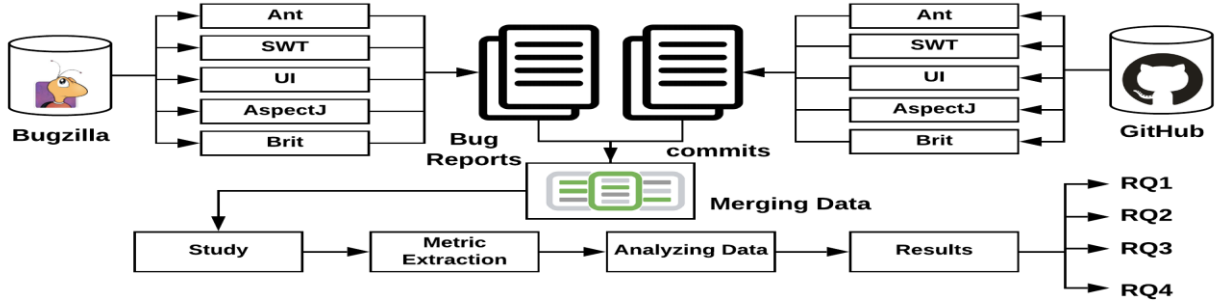 Ant
SWT
UI
AspectJ
Brit
Bugzilla
Bug
Reports
commits
Ant
SWT
UI
AspectJ
Brit
GitHub
Merging Data
Study
Metric
Extraction
Analyzing Data
Results
RQ1
RQ2
RQ3
RQ4